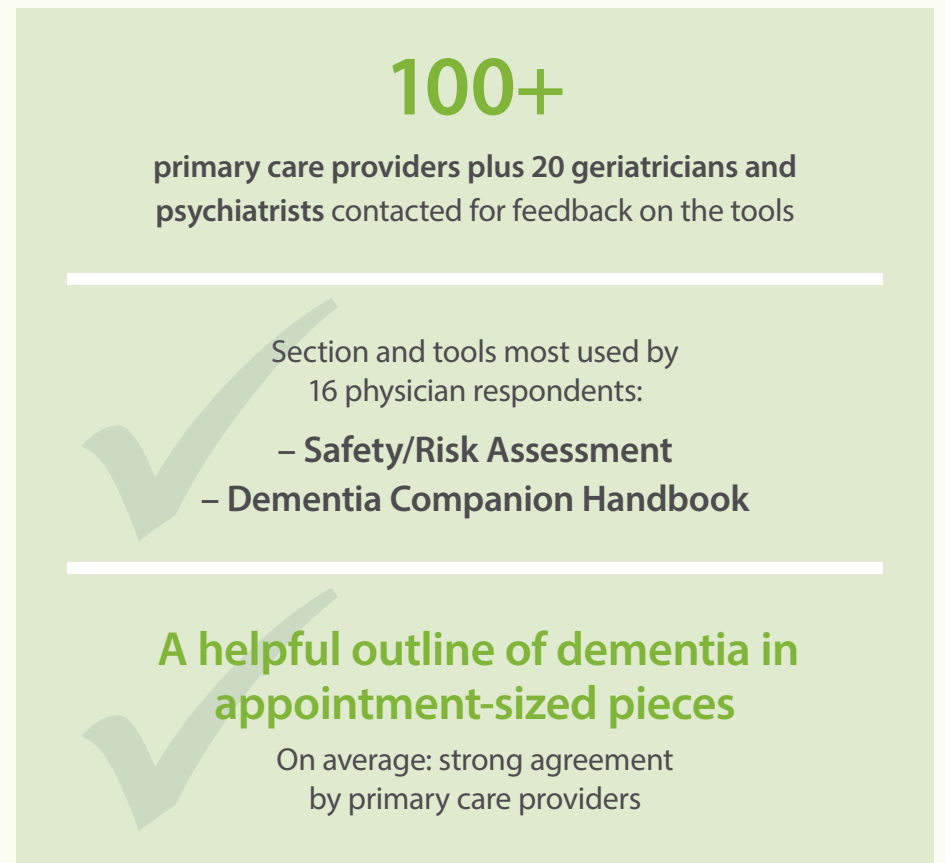 100+
primary care providers plus 20 geriatricians and
psychiatrists contacted for feedback on the tools
Section and tools most used by
16 physician respondents:
– Safety/Risk Assessment
– Dementia Companion Handbook
A helpful outline of dementia in
appointment-sized pieces
On average: strong agreement
by primary care providers